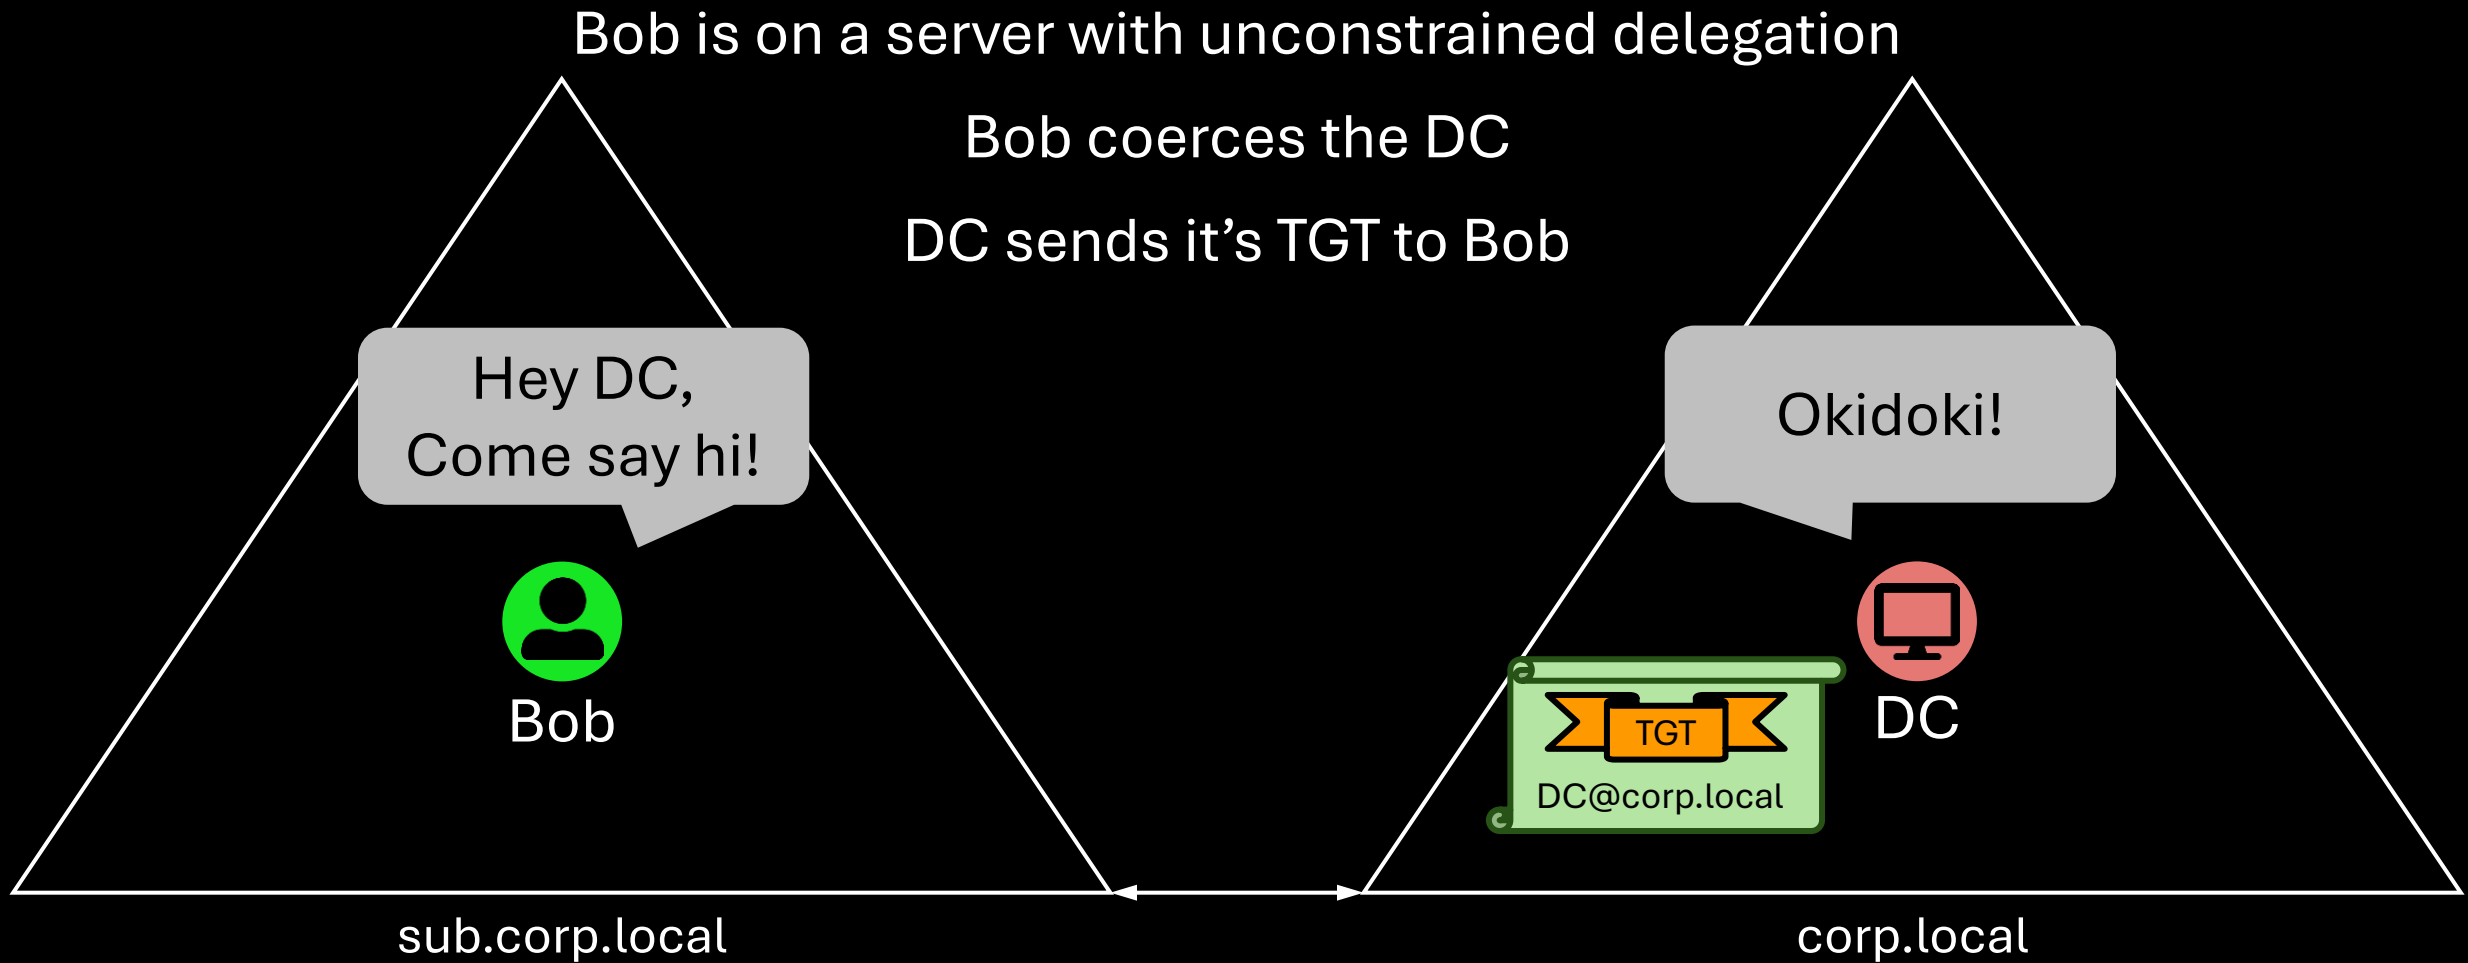 Bob is on a server with unconstrained delegation
Bob coerces the DC
DC sends it’s TGT to Bob
Hey DC,
Come say hi!
Okidoki!
Bob
DC
TGT
DC@corp.local
sub.corp.local
corp.local